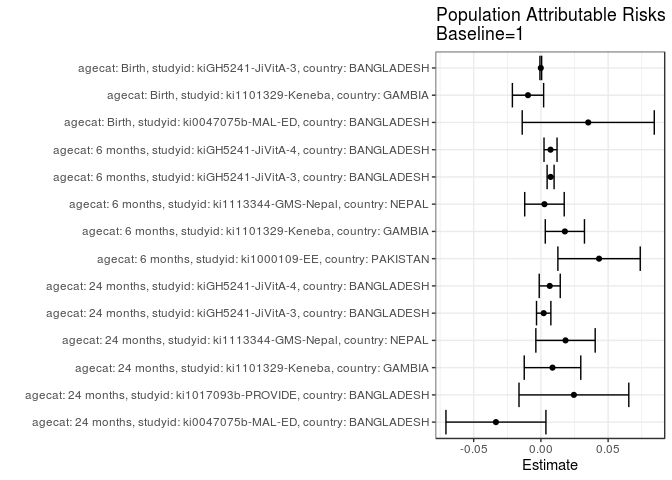 Population Attributable Risks
Baseline=1
agecat: Birth, studyid: kiGH5241-JiVitA-3, country: BANGLADESH
agecat: Birth, studyid: ki1101329-Keneba, country: GAMBIA
agecat: Birth, studyid: ki0047075b-MAL-ED, country: BANGLADESH
agecat: 6 months, studyid: kiGH5241-JiVitA-4, country: BANGLADESH
agecat: 6 months, studyid: kiGH5241-JiVitA-3, country: BANGLADESH
agecat: 6 months, studyid: ki1113344-GMS-Nepal, country: NEPAL
agecat: 6 months, studyid: ki1101329-Keneba, country: GAMBIA
agecat: 6 months, studyid: ki1000109-EE, country: PAKISTAN
agecat: 24 months, studyid: kiGH5241-JiVitA-4, country: BANGLADESH
agecat: 24 months, studyid: kiGH5241-JiVitA-3, country: BANGLADESH
agecat: 24 months, studyid: ki1113344-GMS-Nepal, country: NEPAL
agecat: 24 months, studyid: ki1101329-Keneba, country: GAMBIA
agecat: 24 months, studyid: ki1017093b-PROVIDE, country: BANGLADESH
agecat: 24 months, studyid: ki0047075b-MAL-ED, country: BANGLADESH
-0.05 0.00 0.05
Estimate